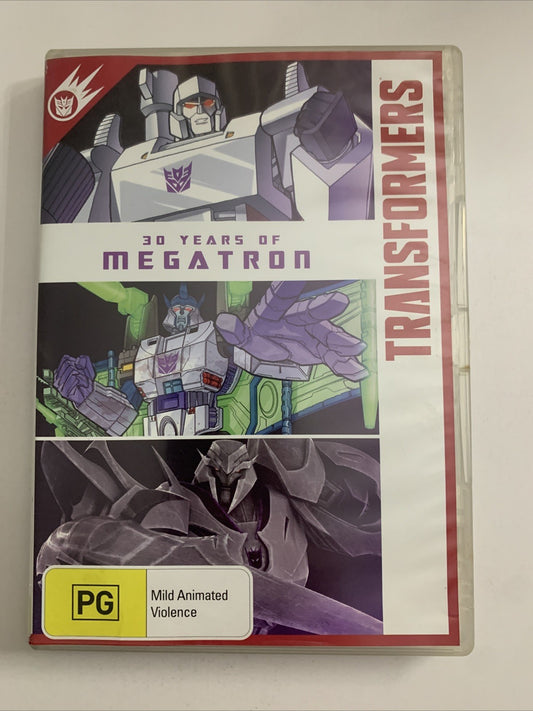 30 YEARS OF
MEGATRON
TRANSFORMERS
PG
Mild Animated
Violence